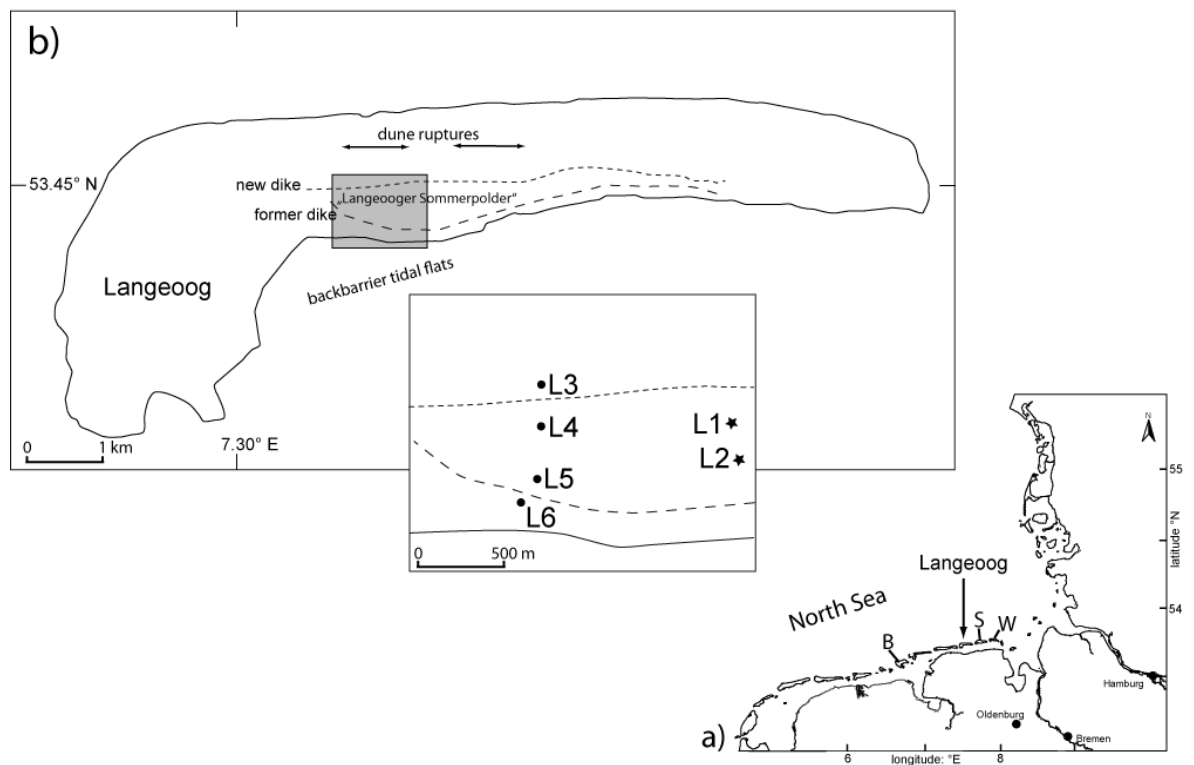 b)
dune ruptures
53.45° N
new dike
„Langeooger Sommerpolder“
former dike
Langeoog
backbarrier tidal flats
0 1 km
7.30° E
L3
L4
L1
L2
L5
L6
0 500 m
N
55
latitude °N
Langeoog
54
North Sea
B S W
Hamburg
Oldenburg
Bremen
a)
6 8
longitude: °E